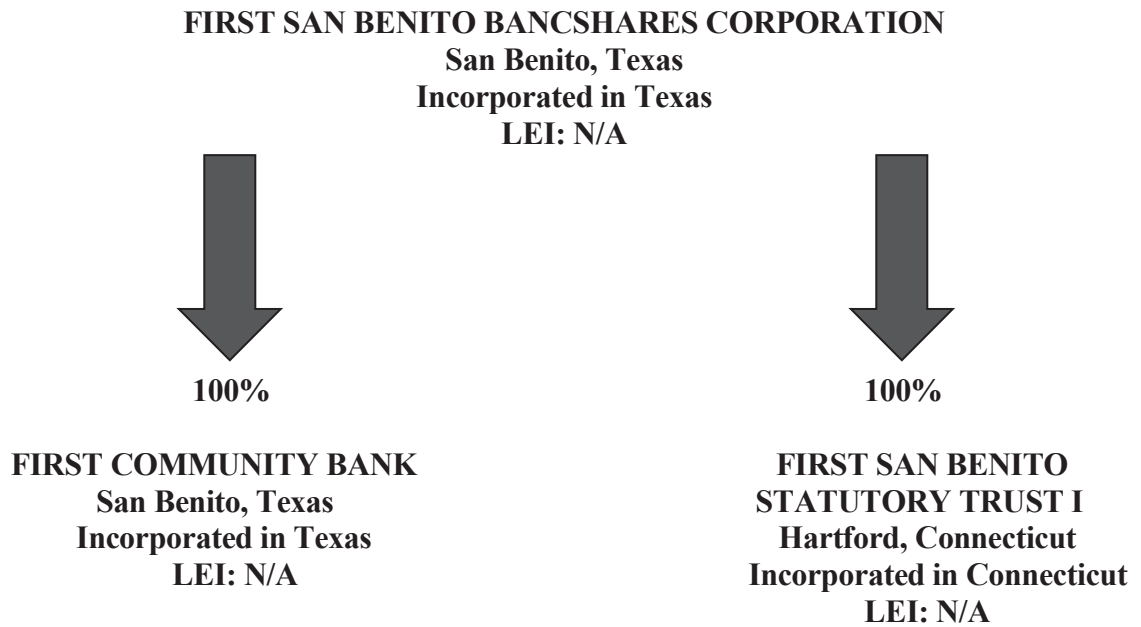 FIRST SAN BENITO BANCSHARES CORPORATION
San Benito, Texas
Incorporated in Texas
LEI: N/A
100%
FIRST COMMUNITY BANK
San Benito, Texas
Incorporated in Texas
LEI: N/A
100%
FIRST SAN BENITO
STATUTORY TRUST I
Hartford, Connecticut
Incorporated in Connecticut
LEI: N/A